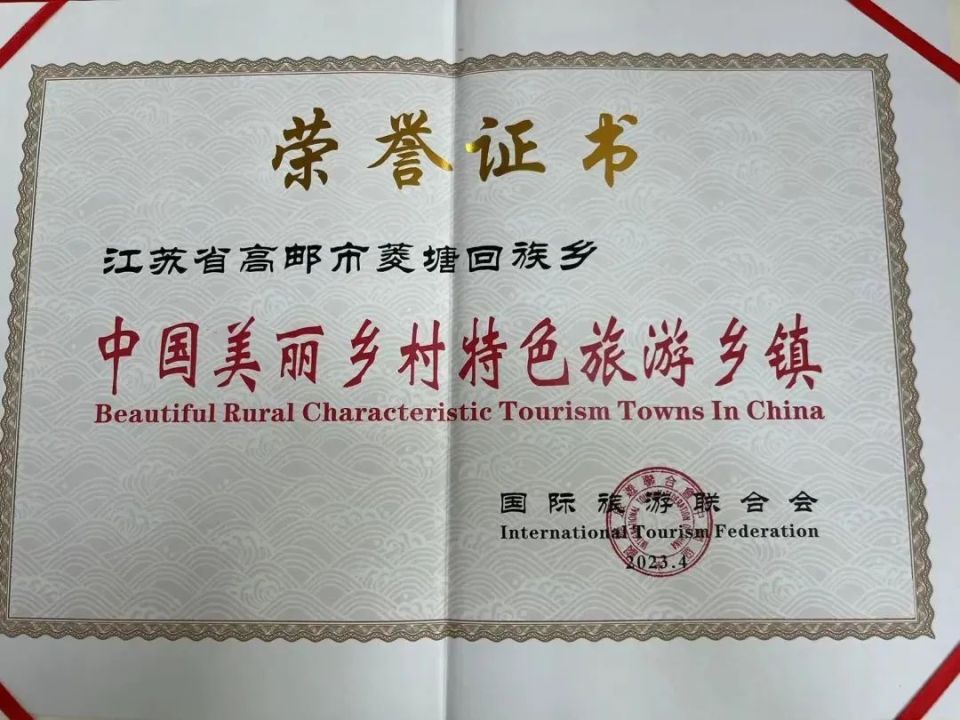 荣誉证书
江苏省高邮市菱塘回族乡
中国美丽乡村特色旅游乡镇
Beautiful Rural Characteristic Tourism Towns In China
国际旅游联合会
International Tourism Federation
2023.4